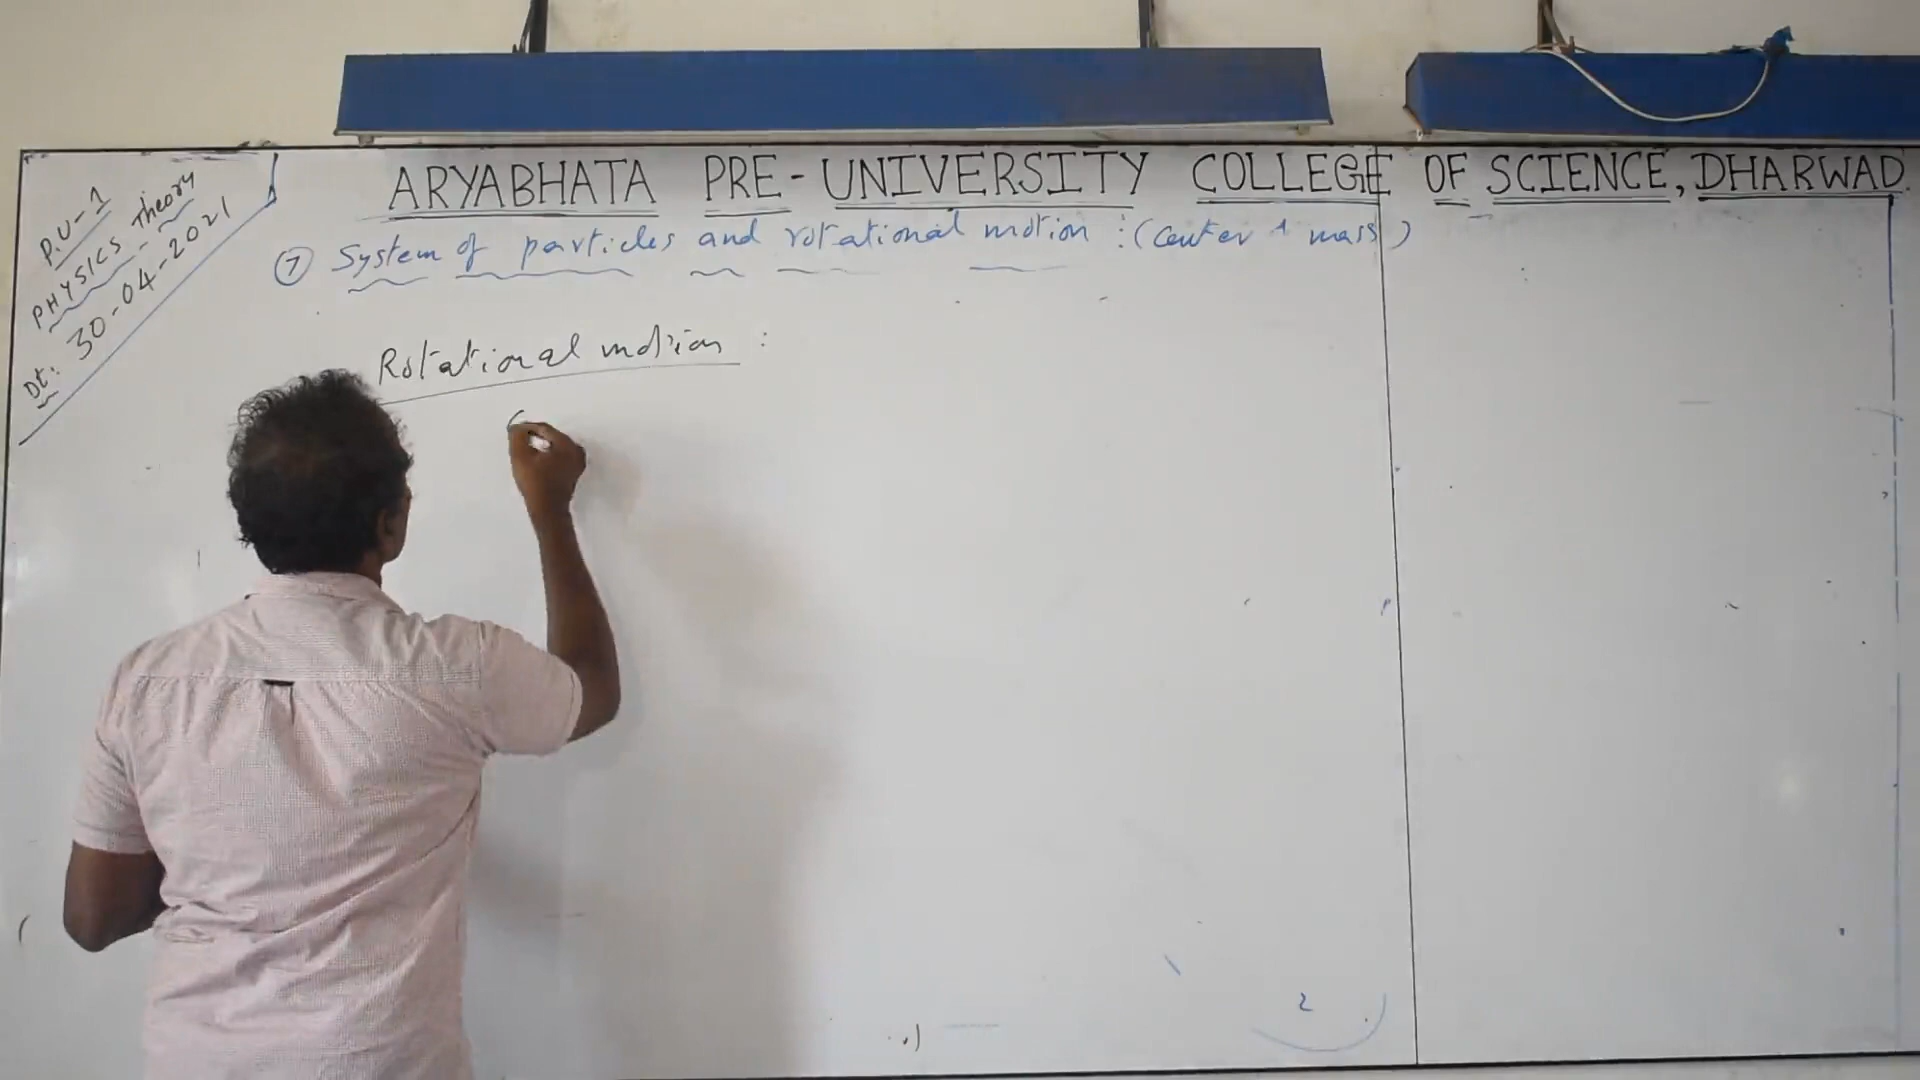 P.U-1
PHYSICS Theory
Dt: 30-04-2021
ARYABHATA PRE-UNIVERSITY COLLEGE OF SCIENCE, DHARWAD.
⑦ System of particles and rotational motion : (Center of mass)
Rotational motion :